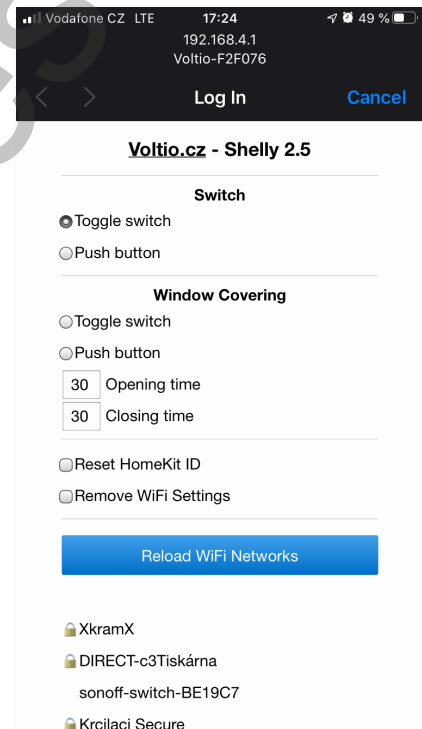 Vodafone CZ LTE 17:24 49 %
192.168.4.1
Voltio-F2F076
Log In Cancel
Voltio.cz - Shelly 2.5
Switch
Toggle switch
Push button
Window Covering
Toggle switch
Push button
30 Opening time
30 Closing time
Reset HomeKit ID
Remove WiFi Settings
Reload WiFi Networks
XkramX
DIRECT-c3Tiskárna
sonoff-switch-BE19C7
Krcilaci Secure